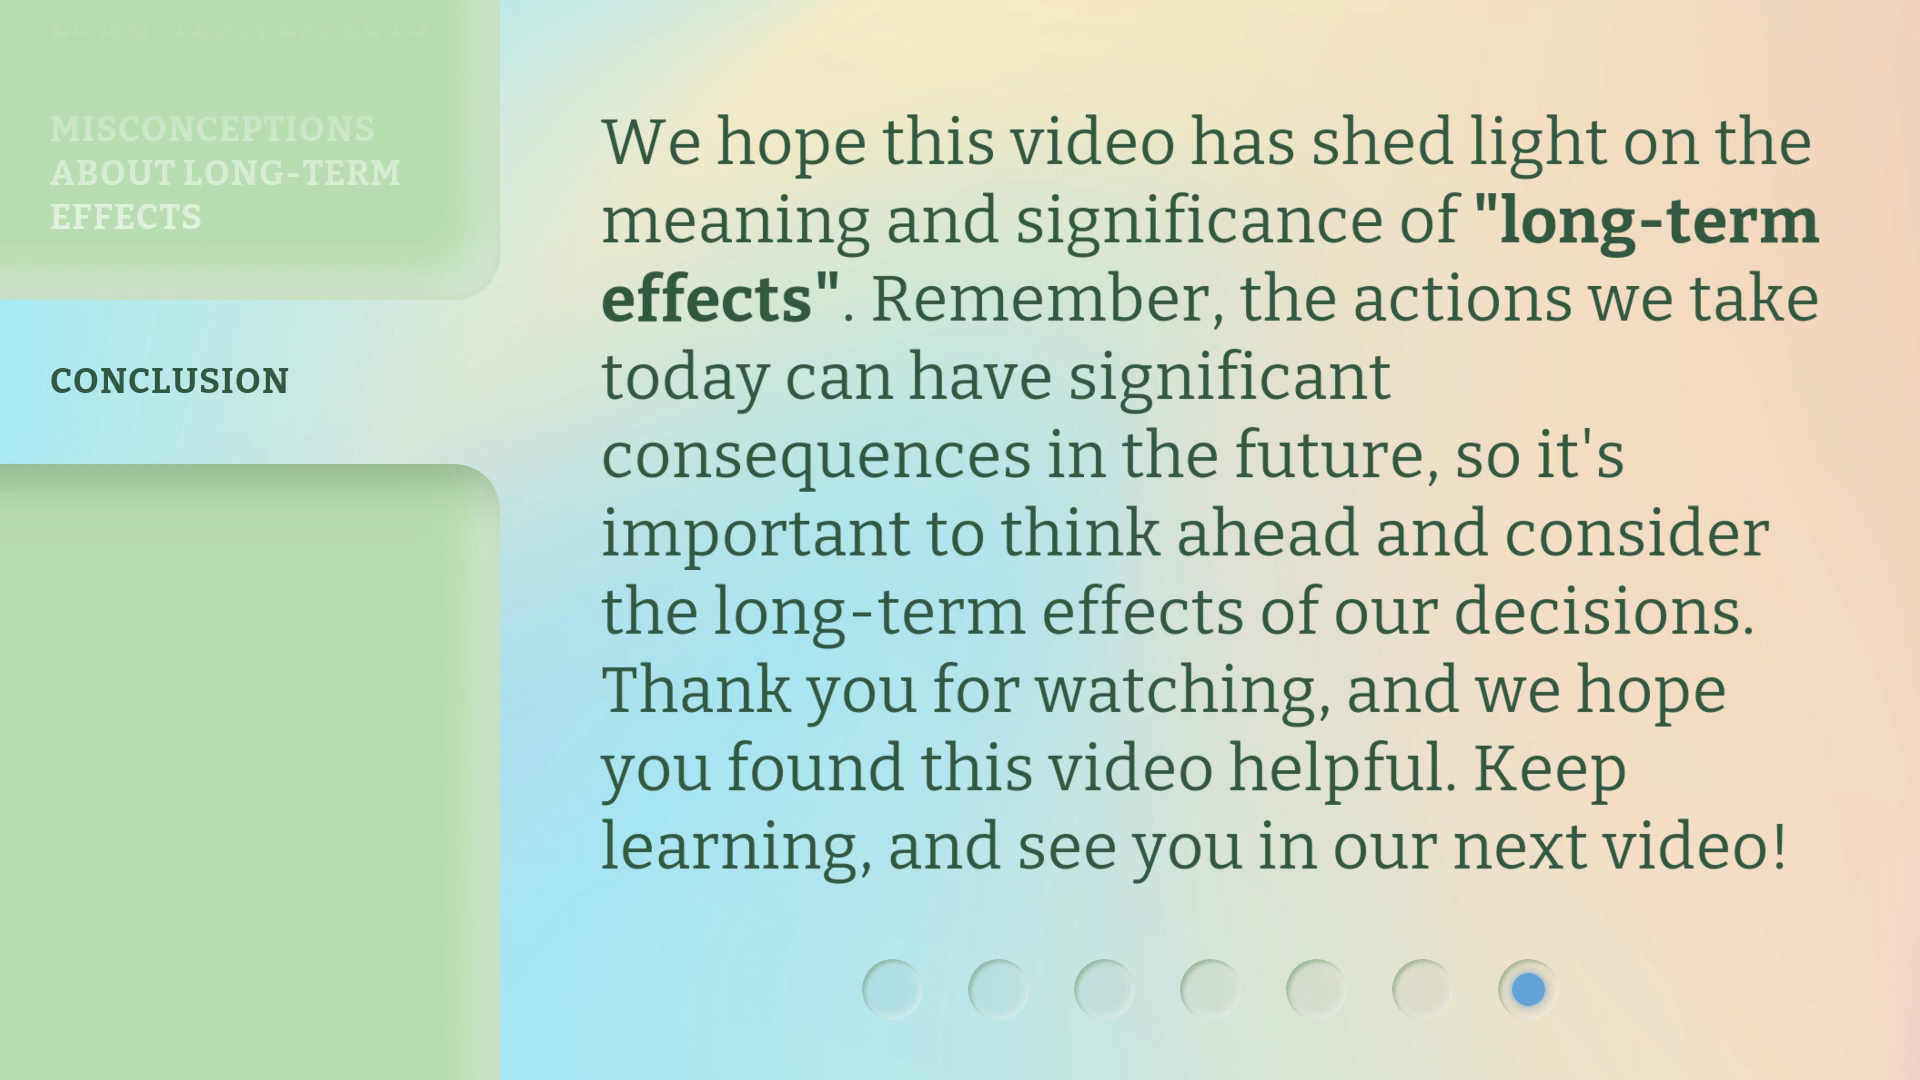 LONG-TERM EFFECTS
MISCONCEPTIONS
ABOUT LONG-TERM
EFFECTS
CONCLUSION
We hope this video has shed light on the
meaning and significance of "long-term
effects". Remember, the actions we take
today can have significant
consequences in the future, so it's
important to think ahead and consider
the long-term effects of our decisions.
Thank you for watching, and we hope
you found this video helpful. Keep
learning, and see you in our next video!